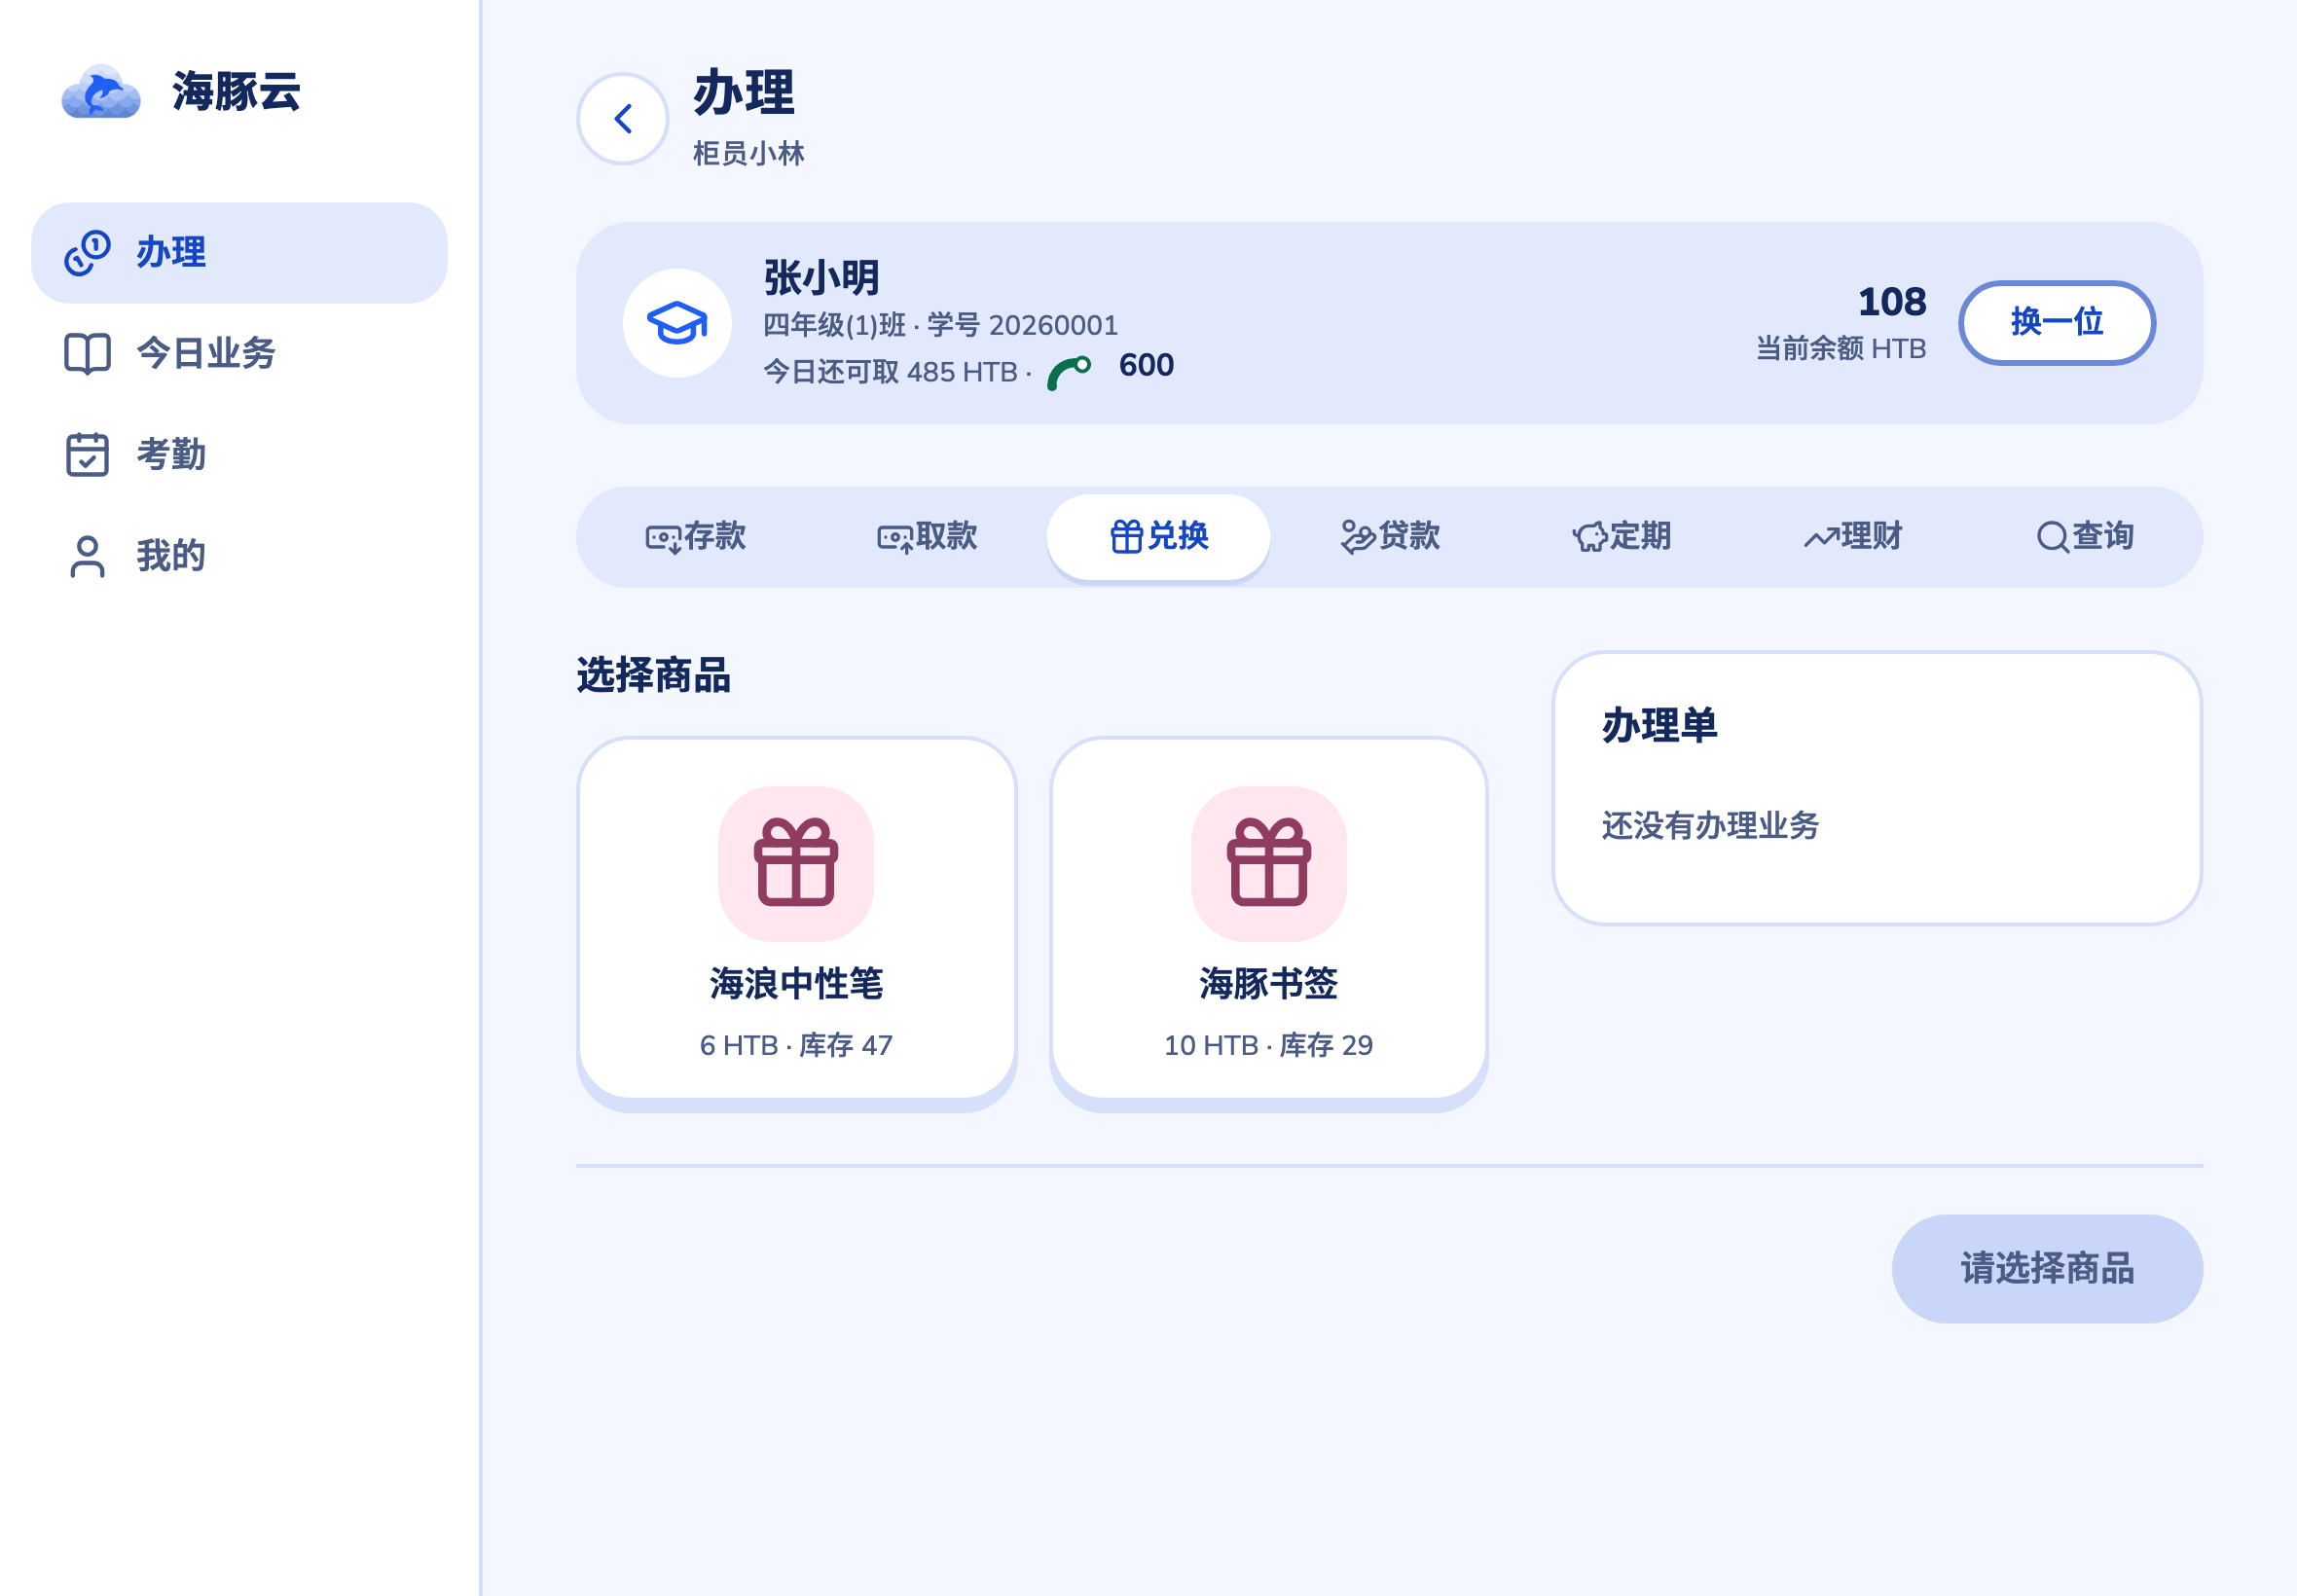 海豚云
办理
今日业务
考勤
我的
办理
柜员小林
张小明
四年级(1)班 · 学号 20260001
今日还可取 485 HTB · 600
108
当前余额 HTB
换一位
存款
取款
兑换
贷款
定期
理财
查询
选择商品
海浪中性笔
6 HTB · 库存 47
海豚书签
10 HTB · 库存 29
办理单
还没有办理业务
请选择商品